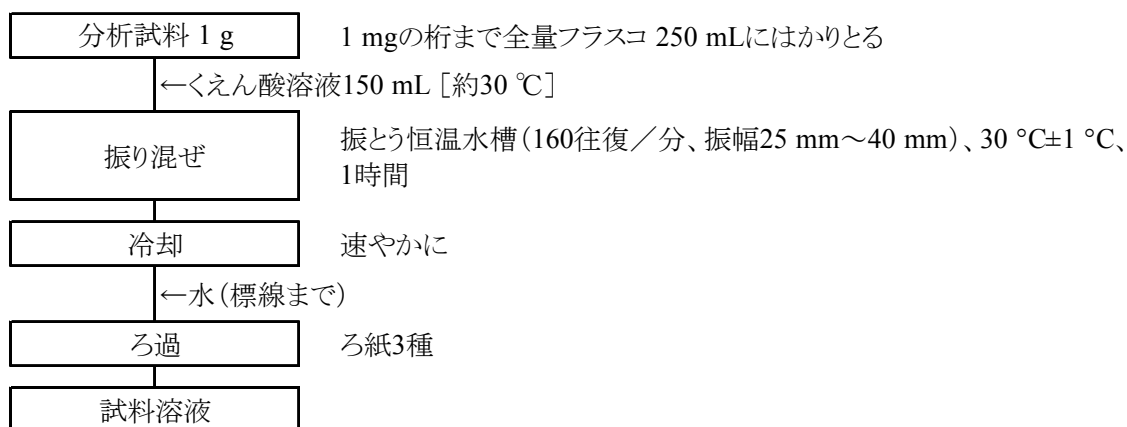 分析試料 1 g
1 mgの桁まで全量フラスコ 250 mLにはかりとる
←くえん酸溶液150 mL [約30 ℃]
振り混ぜ
振とう恒温水槽(160往復/分、振幅25 mm~40 mm)、30 °C±1 °C、
1時間
冷却
速やかに
←水(標線まで)
ろ過
ろ紙3種
試料溶液